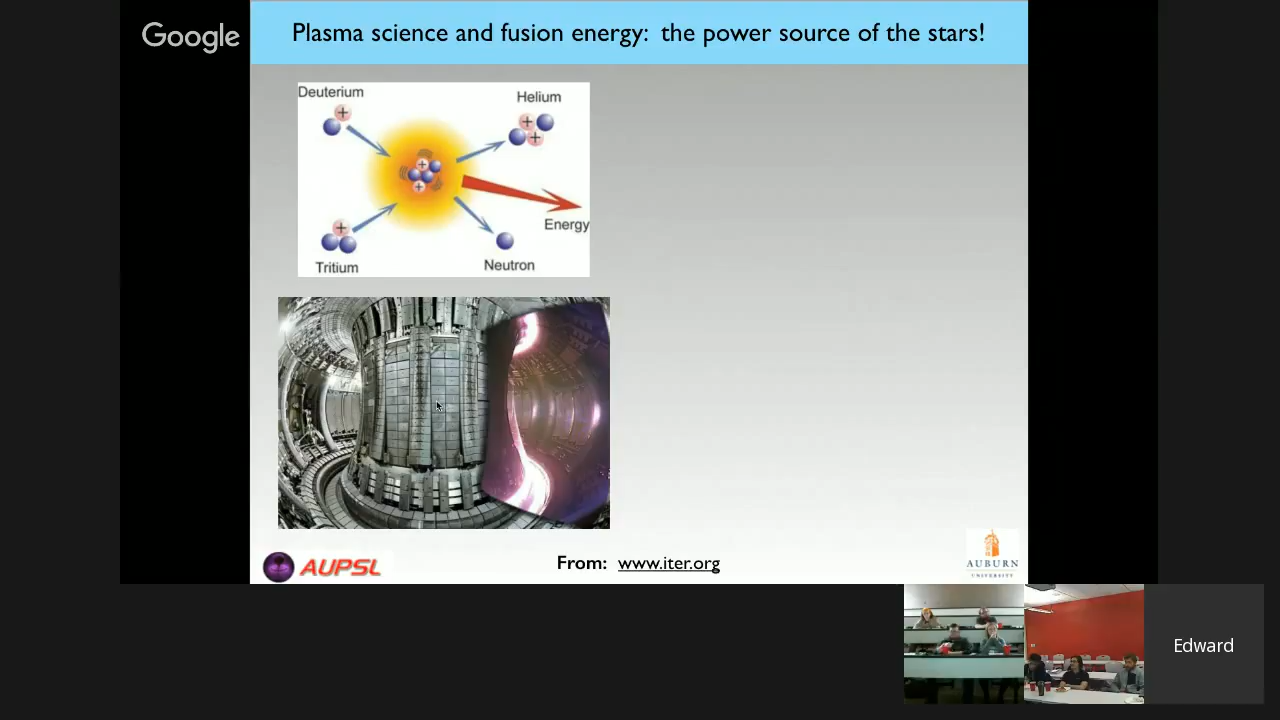 Google
Plasma science and fusion energy: the power source of the stars!
Deuterium
Helium
+
+
+
+
+
+
Energy
Tritium
Neutron
AUPSL
From: www.iter.org
AUBURN
UNIVERSITY
Edward